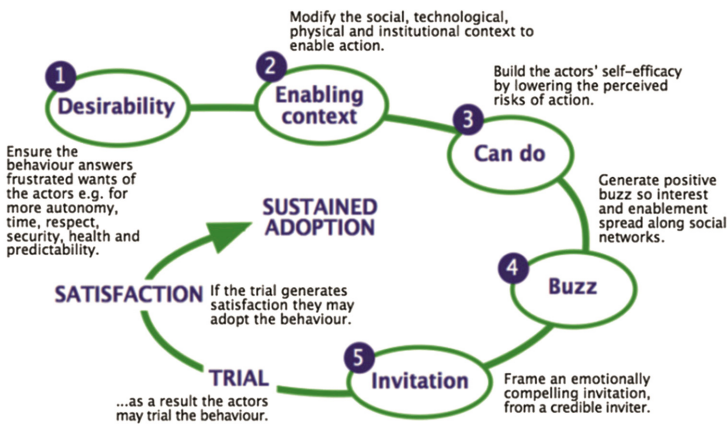 1
Desirability
Ensure the
behaviour answers
frustrated wants of
the actors e.g. for
more autonomy,
time, respect,
security, health and
predictability.
2
Enabling
context
Modify the social, technological,
physical and institutional context to
enable action.
3
Can do
Build the actors' self-efficacy
by lowering the perceived
risks of action.
4
Buzz
Generate positive
buzz so interest
and enablement
spread along social
networks.
5
Invitation
Frame an emotionally
compelling invitation,
from a credible inviter.
TRIAL
...as a result the actors
may trial the behaviour.
SATISFACTION
If the trial generates
satisfaction they may
adopt the behaviour.
SUSTAINED
ADOPTION